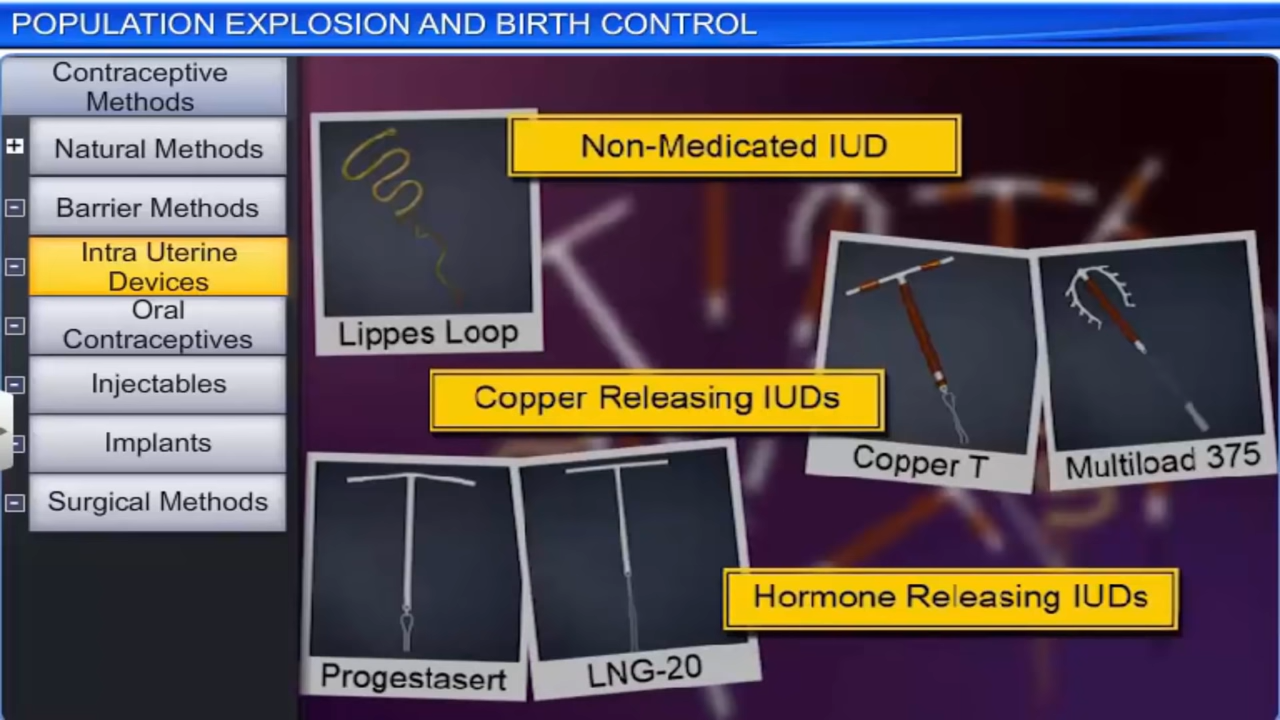 POPULATION EXPLOSION AND BIRTH CONTROL
Contraceptive
Methods
Natural Methods
Barrier Methods
Intra Uterine
Devices
Oral
Contraceptives
Injectables
Implants
Surgical Methods
Non-Medicated IUD
Lippes Loop
Copper Releasing IUDs
Copper T
Multiload 375
Hormone Releasing IUDs
Progestasert
LNG-20